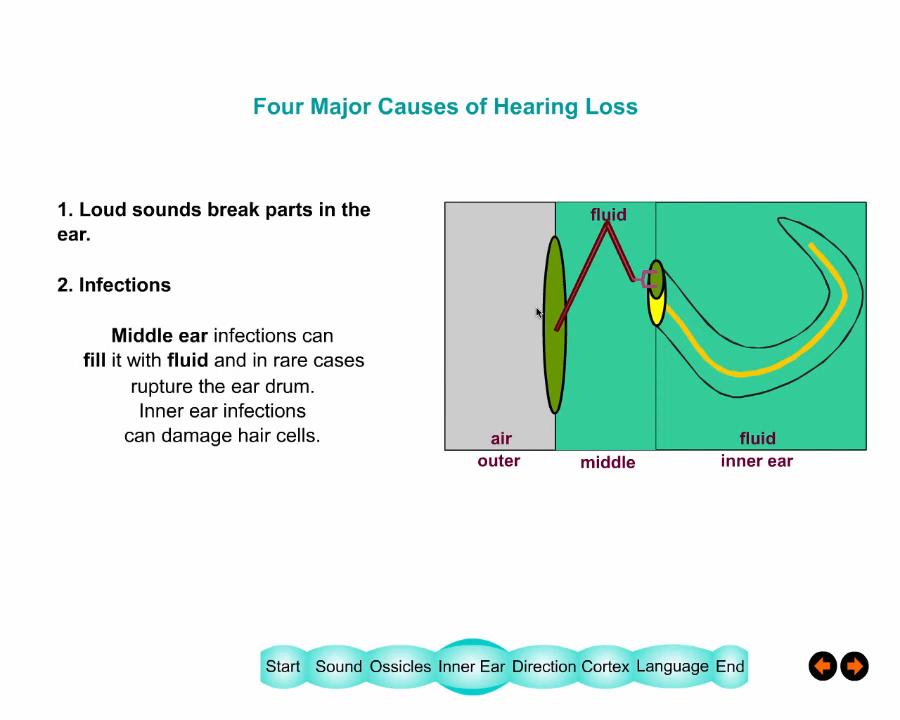 Four Major Causes of Hearing Loss
1. Loud sounds break parts in the
ear.
2. Infections
Middle ear infections can
fill it with fluid and in rare cases
rupture the ear drum.
Inner ear infections
can damage hair cells.
fluid
air
fluid
outer
middle
inner ear
Start Sound Ossicles Inner Ear Direction Cortex Language End